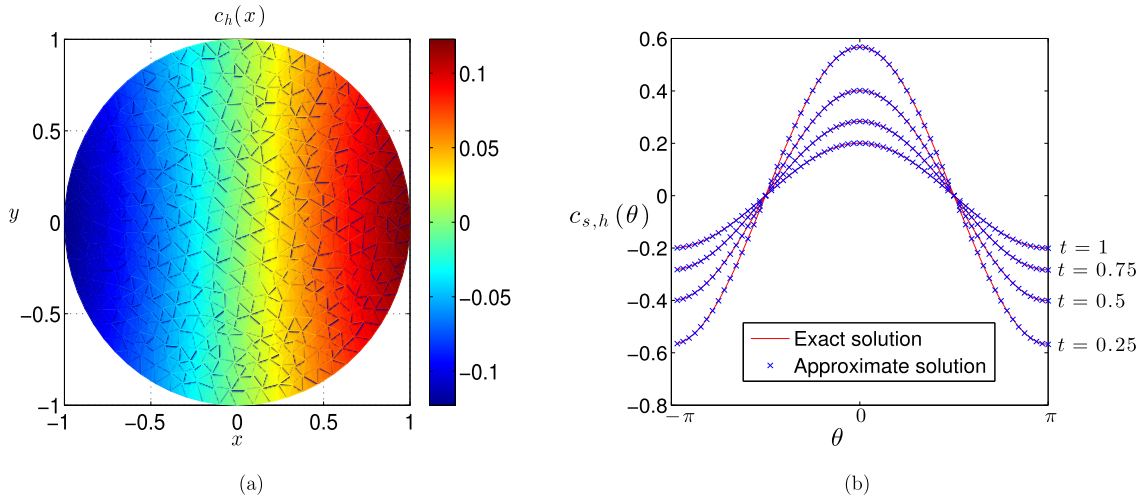 c_h(x)
1
0.5
0
−0.5
−1
y
−1
−0.5
0
0.5
1
x
0.1
0.05
0
−0.05
−0.1
(a)
0.6
0.4
0.2
0
−0.2
−0.4
−0.6
−0.8
c_{s,h}(θ)
−π
0
π
θ
t = 1
t = 0.75
t = 0.5
t = 0.25
Exact solution
Approximate solution
(b)